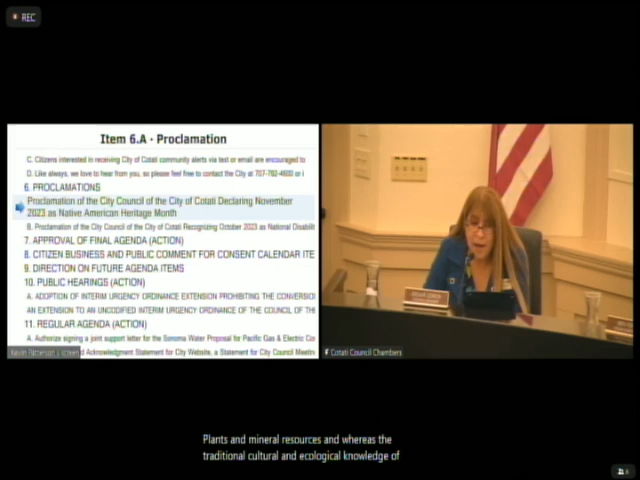 REC
Item 6.A · Proclamation
C. Citizens interested in receiving City of Cotati community alerts via text or email are encouraged to
D. Like always, we love to hear from you, so please feel free to contact the City at 707-792-4600 or i
6. PROCLAMATIONS
Proclamation of the City Council of the City of Cotati Declaring November
2023 as Native American Heritage Month
B. Proclamation of the City Council of the City of Cotati Recognizing October 2023 as National Disabilit
7. APPROVAL OF FINAL AGENDA (ACTION)
8. CITIZEN BUSINESS AND PUBLIC COMMENT FOR CONSENT CALENDAR ITE
9. DIRECTION ON FUTURE AGENDA ITEMS
10. PUBLIC HEARINGS (ACTION)
A. ADOPTION OF INTERIM URGENCY ORDINANCE EXTENSION PROHIBITING THE CONVERSIO
AN EXTENSION TO AN UNCODIFIED INTERIM URGENCY ORDINANCE OF THE COUNCIL OF TH
11. REGULAR AGENDA (ACTION)
A. Authorize signing a joint support letter for the Sonoma Water Proposal for Pacific Gas & Electric Co
d Acknowledgment Statement for City Website, a Statement for City Council Meetin
Cotati Council Chambers
Plants and mineral resources and whereas the
traditional cultural and ecological knowledge of